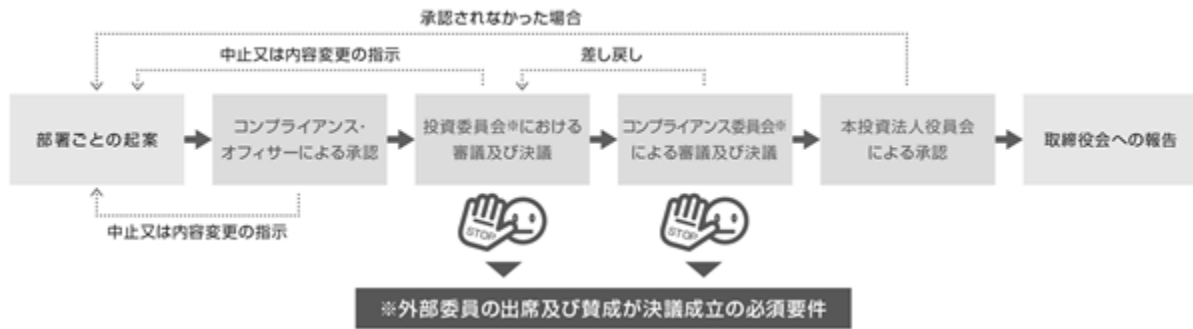 承認されなかった場合
中止又は内容変更の指示
差し戻し
部署ごとの起案
コンプライアンス・
オフィサーによる承認
投資委員会※における
審議及び決議
コンプライアンス委員会※
による審議及び決議
本投資法人役員会
による承認
取締役会への報告
中止又は内容変更の指示
STOP
STOP
※外部委員の出席及び賛成が決議成立の必須要件